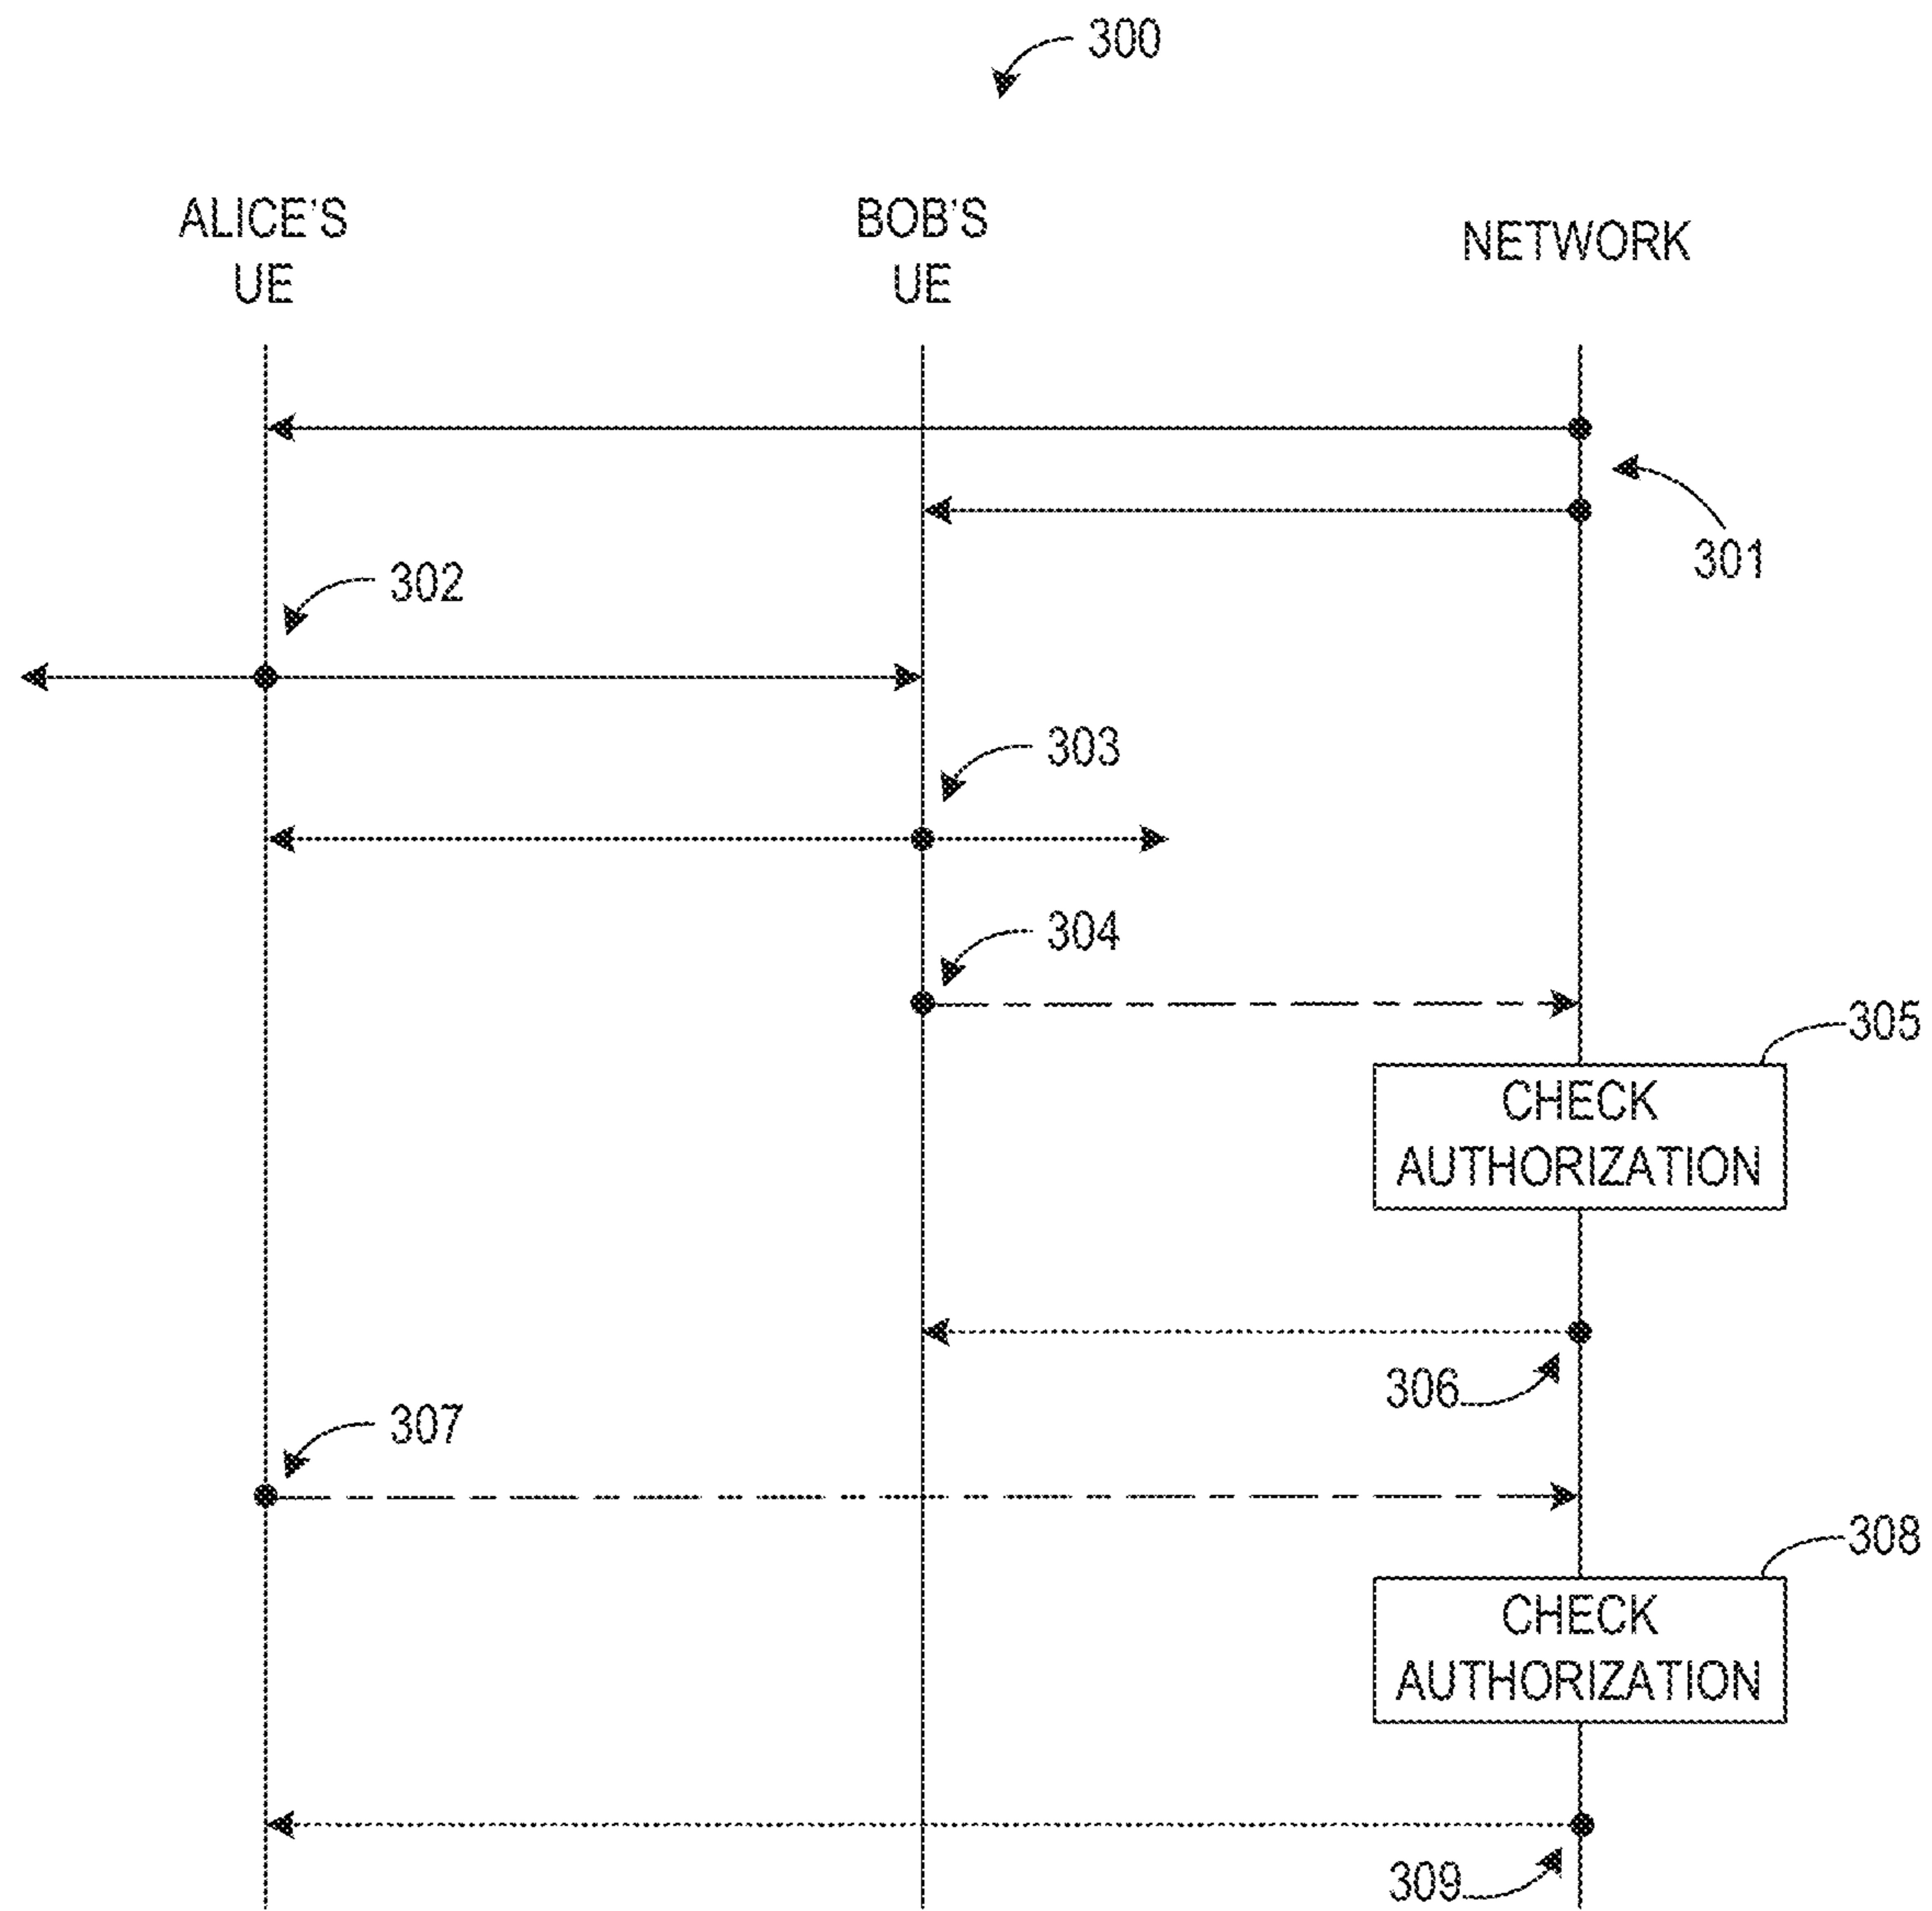 300
ALICE'S
UE
BOB'S
UE
NETWORK
301
302
303
304
305
CHECK
AUTHORIZATION
306
307
308
CHECK
AUTHORIZATION
309